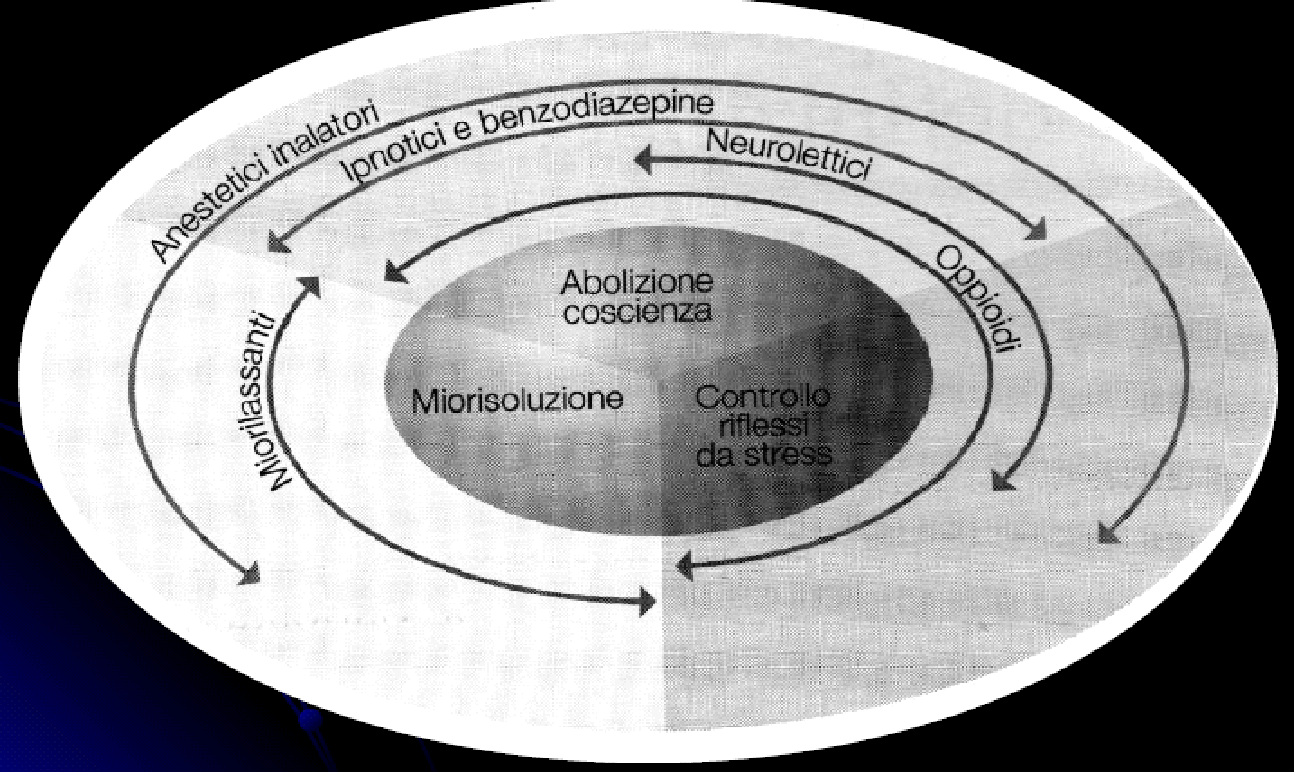 Anestetici inalatori
Ipnotici e benzodiazepine
Neurolettici
Oppioidi
Miorilassanti
Abolizione
coscienza
Miorisoluzione
Controllo
riflessi
da stress